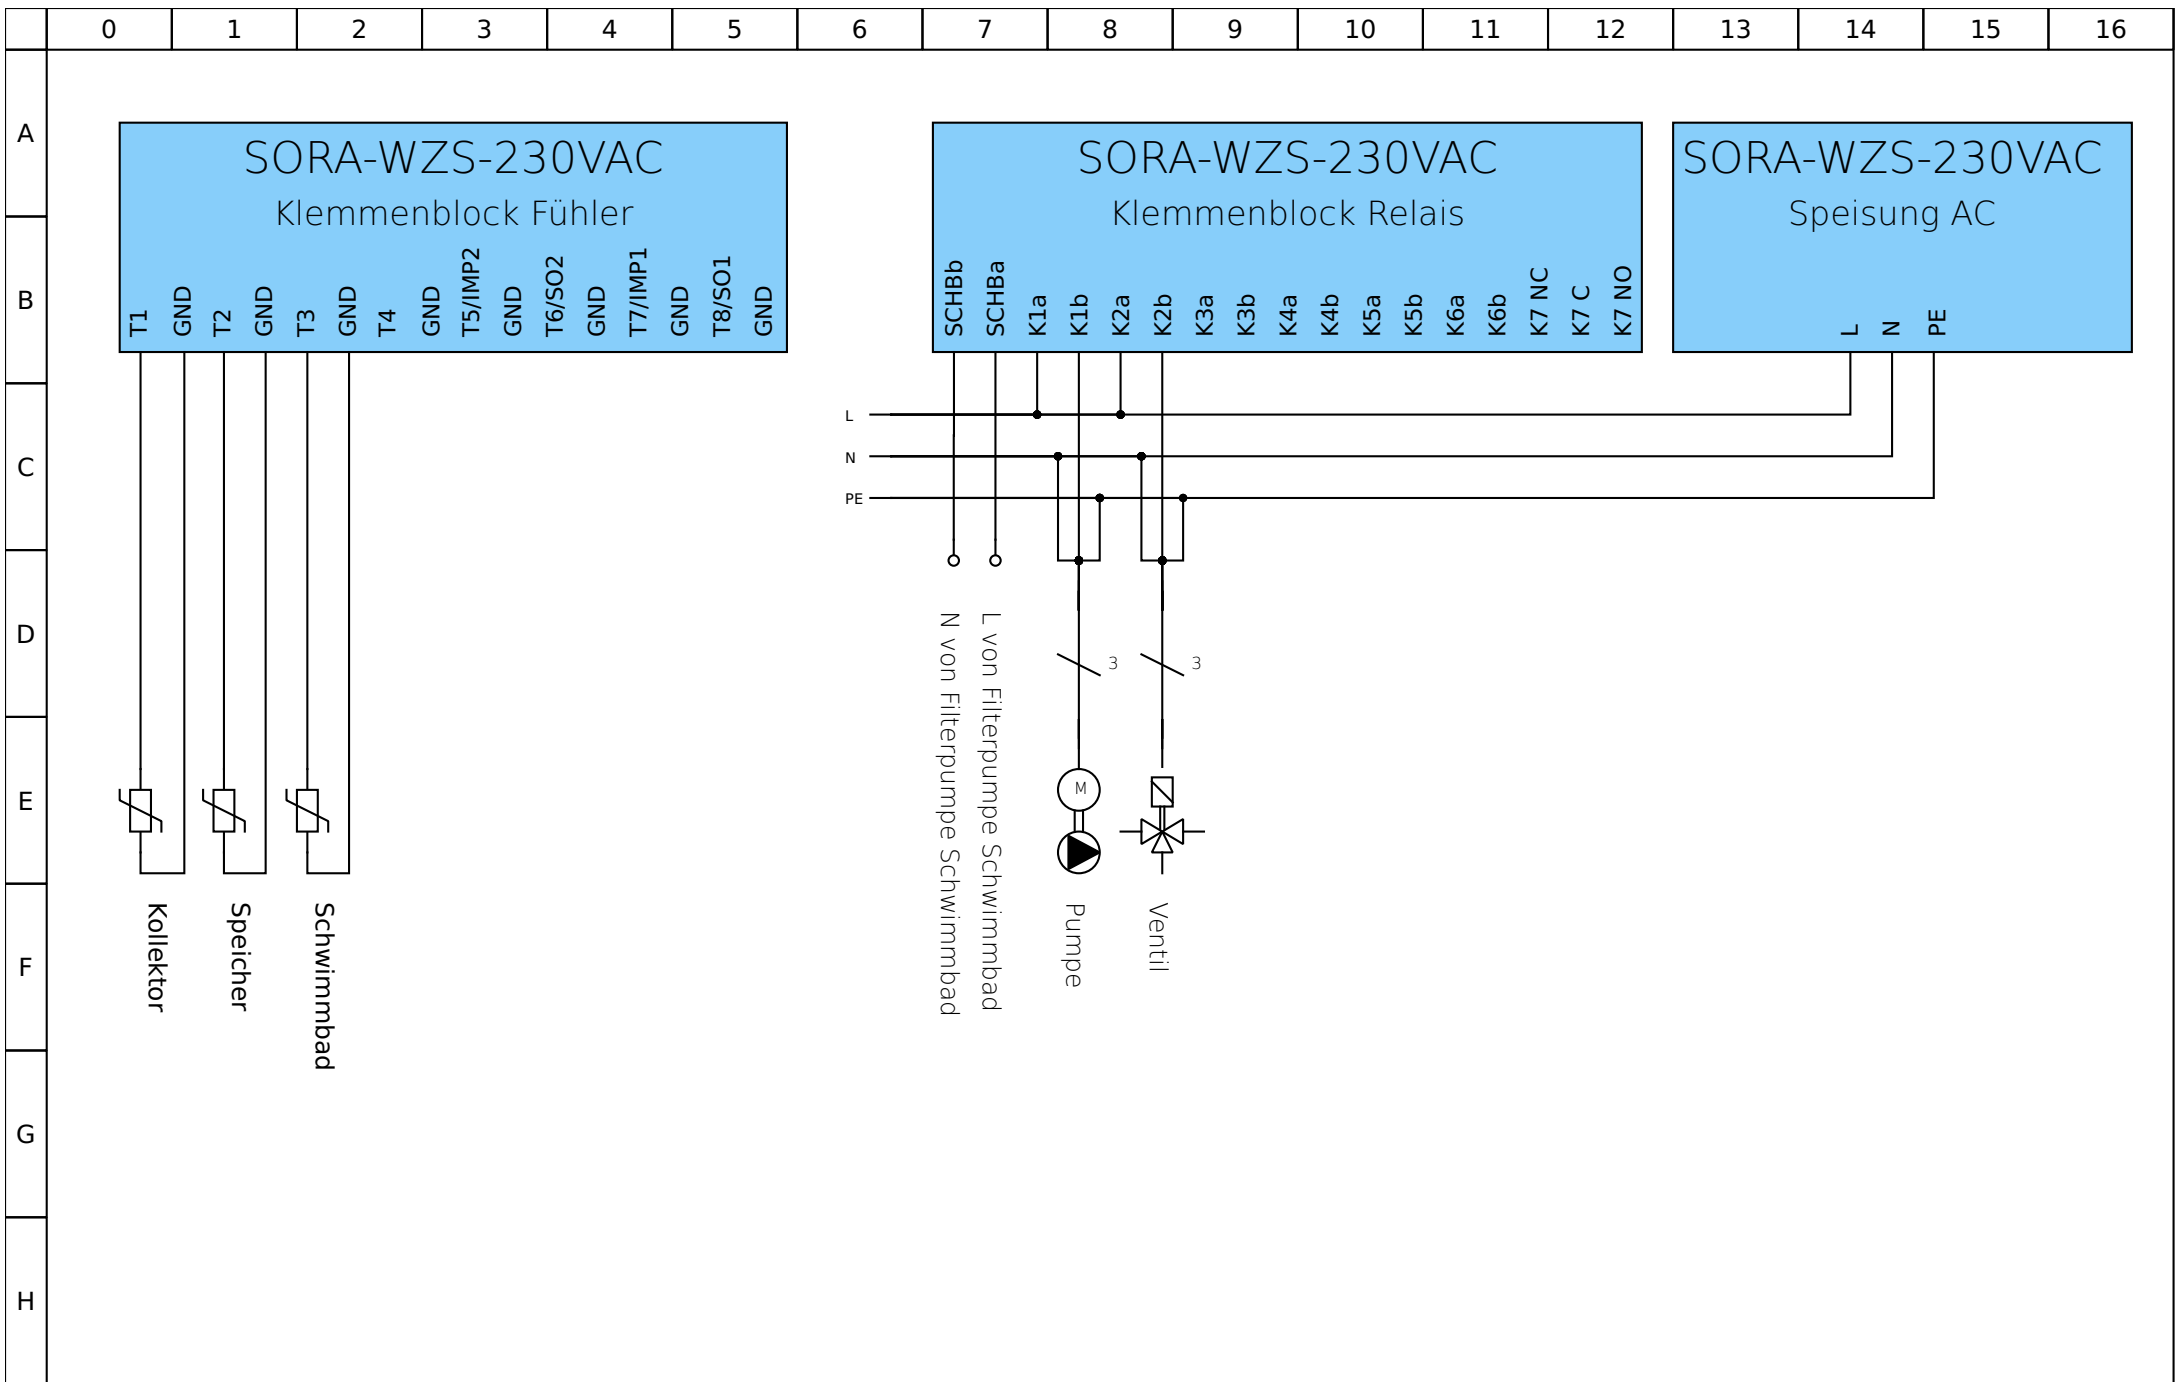 0 1 2 3 4 5 6 7 8 9 10 11 12 13 14 15 16
A
B
C
D
E
F
G
H
SORA-WZS-230VAC
Klemmenblock Fühler
T1
GND
T2
GND
T3
GND
T4
GND
T5/IMP2
GND
T6/SO2
GND
T7/IMP1
GND
T8/SO1
GND
SORA-WZS-230VAC
Klemmenblock Relais
SCHBb
SCHBa
K1a
K1b
K2a
K2b
K3a
K3b
K4a
K4b
K5a
K5b
K6a
K6b
K7 NC
K7 C
K7 NO
SORA-WZS-230VAC
Speisung AC
L
N
PE
L
N
PE
N von Filterpumpe Schwimmbad
L von Filterpumpe Schwimmbad
3
3
M
Kollektor
Speicher
Schwimmbad
Pumpe
Ventil